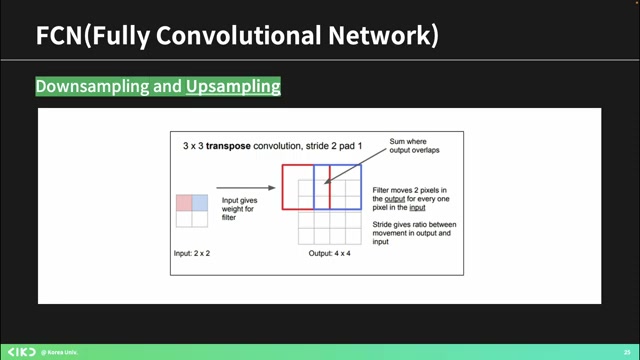 FCN(Fully Convolutional Network)
Downsampling and Upsampling
3 x 3 transpose convolution, stride 2 pad 1
Sum where
output overlaps
Input gives
weight for
filter
Filter moves 2 pixels in
the output for every one
pixel in the input
Stride gives ratio between
movement in output and
input
Input: 2 x 2
Output: 4 x 4
@ Korea Univ.
25